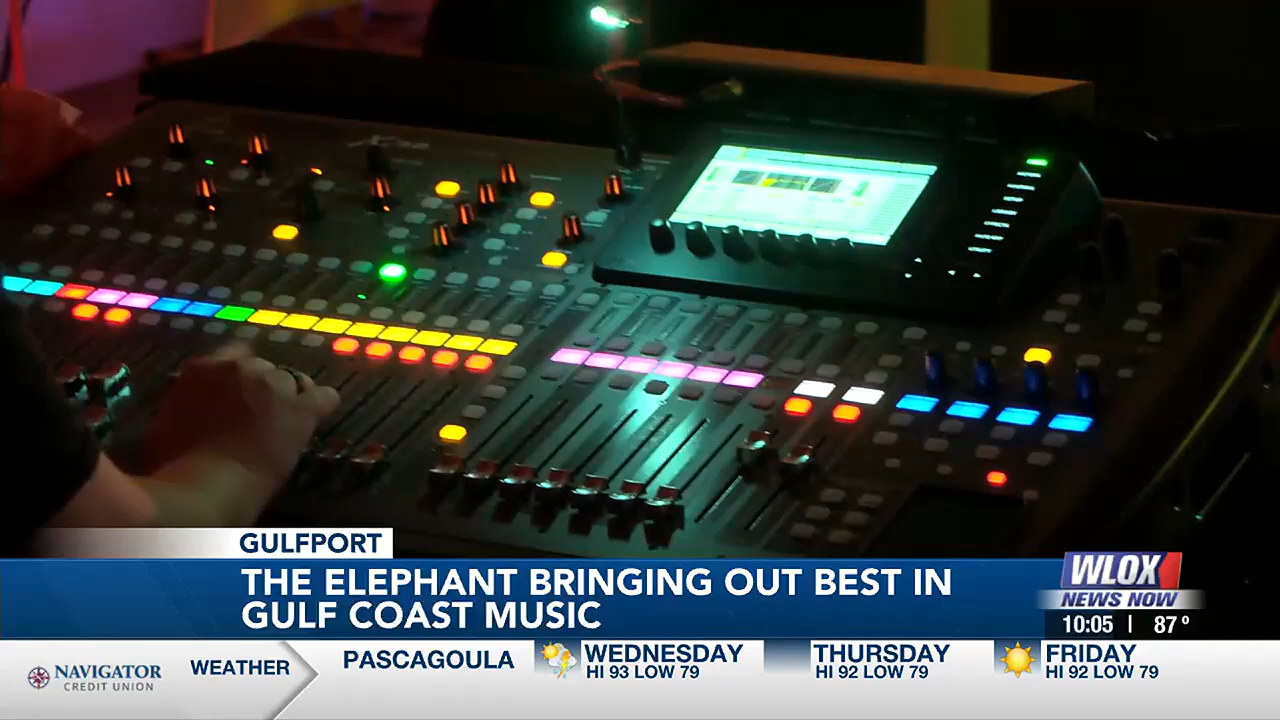 GULFPORT
THE ELEPHANT BRINGING OUT BEST IN
GULF COAST MUSIC
WLOX
NEWS NOW
10:05 | 87°
NAVIGATOR
CREDIT UNION
WEATHER
PASCAGOULA
WEDNESDAY
HI 93 LOW 79
THURSDAY
HI 92 LOW 79
FRIDAY
HI 92 LOW 79